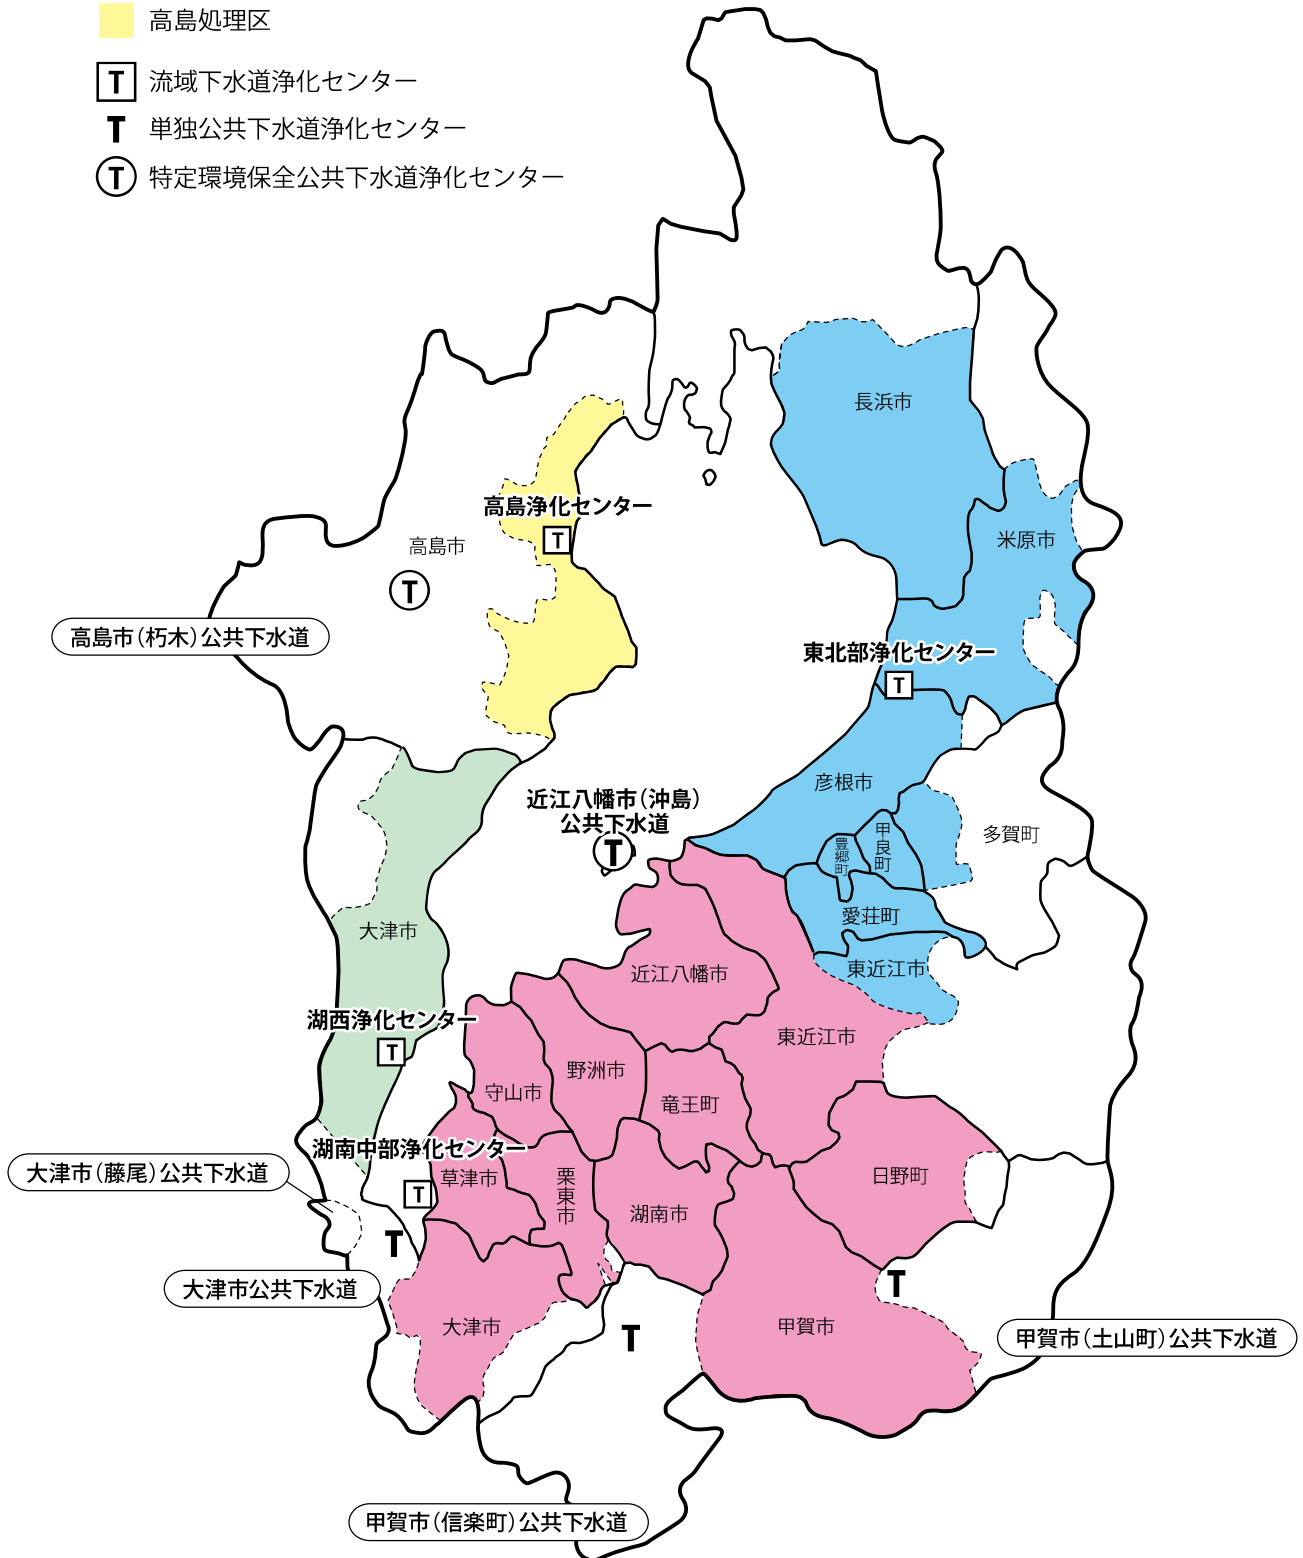 高島処理区
T 流域下水道浄化センター
T 単独公共下水道浄化センター
T 特定環境保全公共下水道浄化センター
長浜市
高島浄化センター
T
高島市
T
米原市
高島市(朽木)公共下水道
東北部浄化センター
T
彦根市
近江八幡市(沖島)
公共下水道
T
豊郷町
甲良町
多賀町
愛荘町
大津市
東近江市
近江八幡市
湖西浄化センター
T
東近江市
野洲市
守山市
竜王町
湖南中部浄化センター
T
大津市(藤尾)公共下水道
草津市
栗東市
日野町
湖南市
T
大津市公共下水道
T
大津市
T
甲賀市
甲賀市(土山町)公共下水道
甲賀市(信楽町)公共下水道